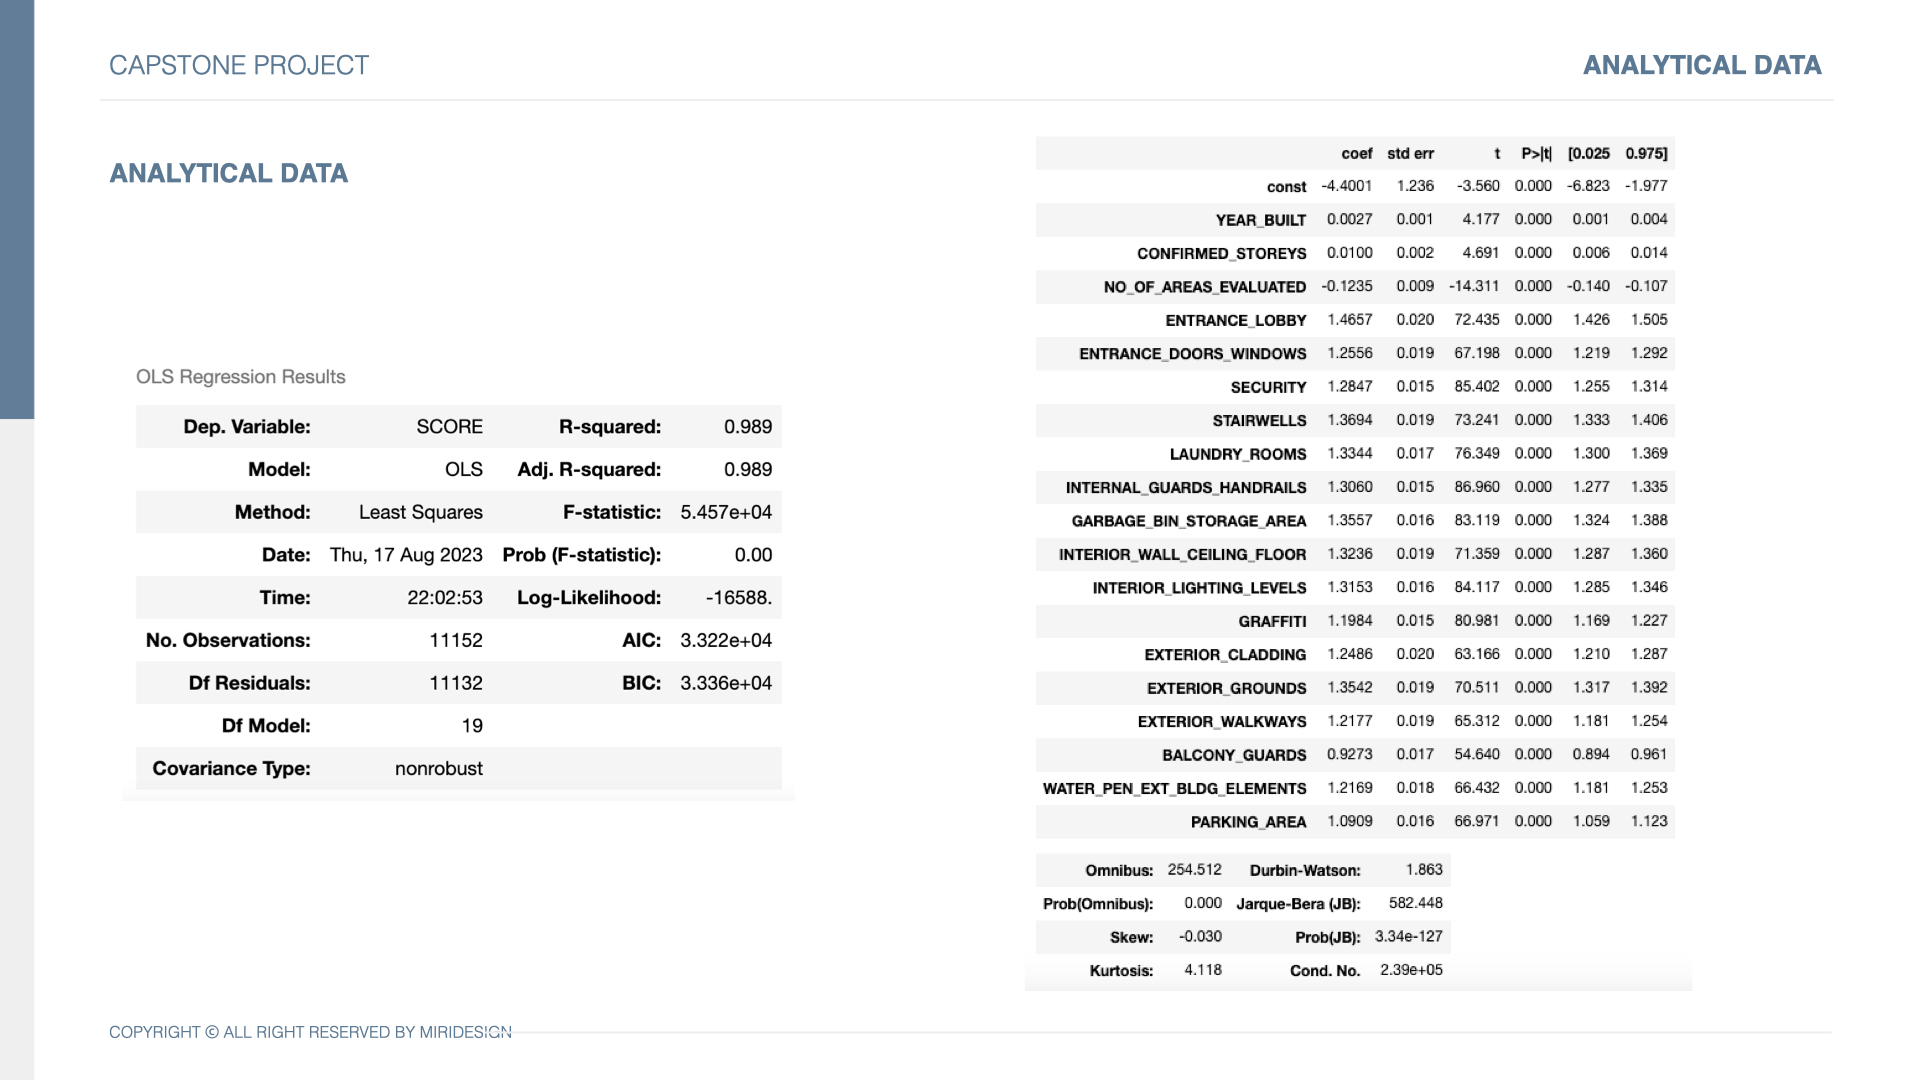 CAPSTONE PROJECT
ANALYTICAL DATA
ANALYTICAL DATA
OLS Regression Results
Dep. Variable: SCORE R-squared: 0.989
Model: OLS Adj. R-squared: 0.989
Method: Least Squares F-statistic: 5.457e+04
Date: Thu, 17 Aug 2023 Prob (F-statistic): 0.00
Time: 22:02:53 Log-Likelihood: -16588.
No. Observations: 11152 AIC: 3.322e+04
Df Residuals: 11132 BIC: 3.336e+04
Df Model: 19
Covariance Type: nonrobust
coef std err t P>|t| [0.025 0.975]
const -4.4001 1.236 -3.560 0.000 -6.823 -1.977
YEAR_BUILT 0.0027 0.001 4.177 0.000 0.001 0.004
CONFIRMED_STOREYS 0.0100 0.002 4.691 0.000 0.006 0.014
NO_OF_AREAS_EVALUATED -0.1235 0.009 -14.311 0.000 -0.140 -0.107
ENTRANCE_LOBBY 1.4657 0.020 72.435 0.000 1.426 1.505
ENTRANCE_DOORS_WINDOWS 1.2556 0.019 67.198 0.000 1.219 1.292
SECURITY 1.2847 0.015 85.402 0.000 1.255 1.314
STAIRWELLS 1.3694 0.019 73.241 0.000 1.333 1.406
LAUNDRY_ROOMS 1.3344 0.017 76.349 0.000 1.300 1.369
INTERNAL_GUARDS_HANDRAILS 1.3060 0.015 86.960 0.000 1.277 1.335
GARBAGE_BIN_STORAGE_AREA 1.3557 0.016 83.119 0.000 1.324 1.388
INTERIOR_WALL_CEILING_FLOOR 1.3236 0.019 71.359 0.000 1.287 1.360
INTERIOR_LIGHTING_LEVELS 1.3153 0.016 84.117 0.000 1.285 1.346
GRAFFITI 1.1984 0.015 80.981 0.000 1.169 1.227
EXTERIOR_CLADDING 1.2486 0.020 63.166 0.000 1.210 1.287
EXTERIOR_GROUNDS 1.3542 0.019 70.511 0.000 1.317 1.392
EXTERIOR_WALKWAYS 1.2177 0.019 65.312 0.000 1.181 1.254
BALCONY_GUARDS 0.9273 0.017 54.640 0.000 0.894 0.961
WATER_PEN_EXT_BLDG_ELEMENTS 1.2169 0.018 66.432 0.000 1.181 1.253
PARKING_AREA 1.0909 0.016 66.971 0.000 1.059 1.123
Omnibus: 254.512 Durbin-Watson: 1.863
Prob(Omnibus): 0.000 Jarque-Bera (JB): 582.448
Skew: -0.030 Prob(JB): 3.34e-127
Kurtosis: 4.118 Cond. No. 2.39e+05
COPYRIGHT © ALL RIGHT RESERVED BY MIRIDESIGN